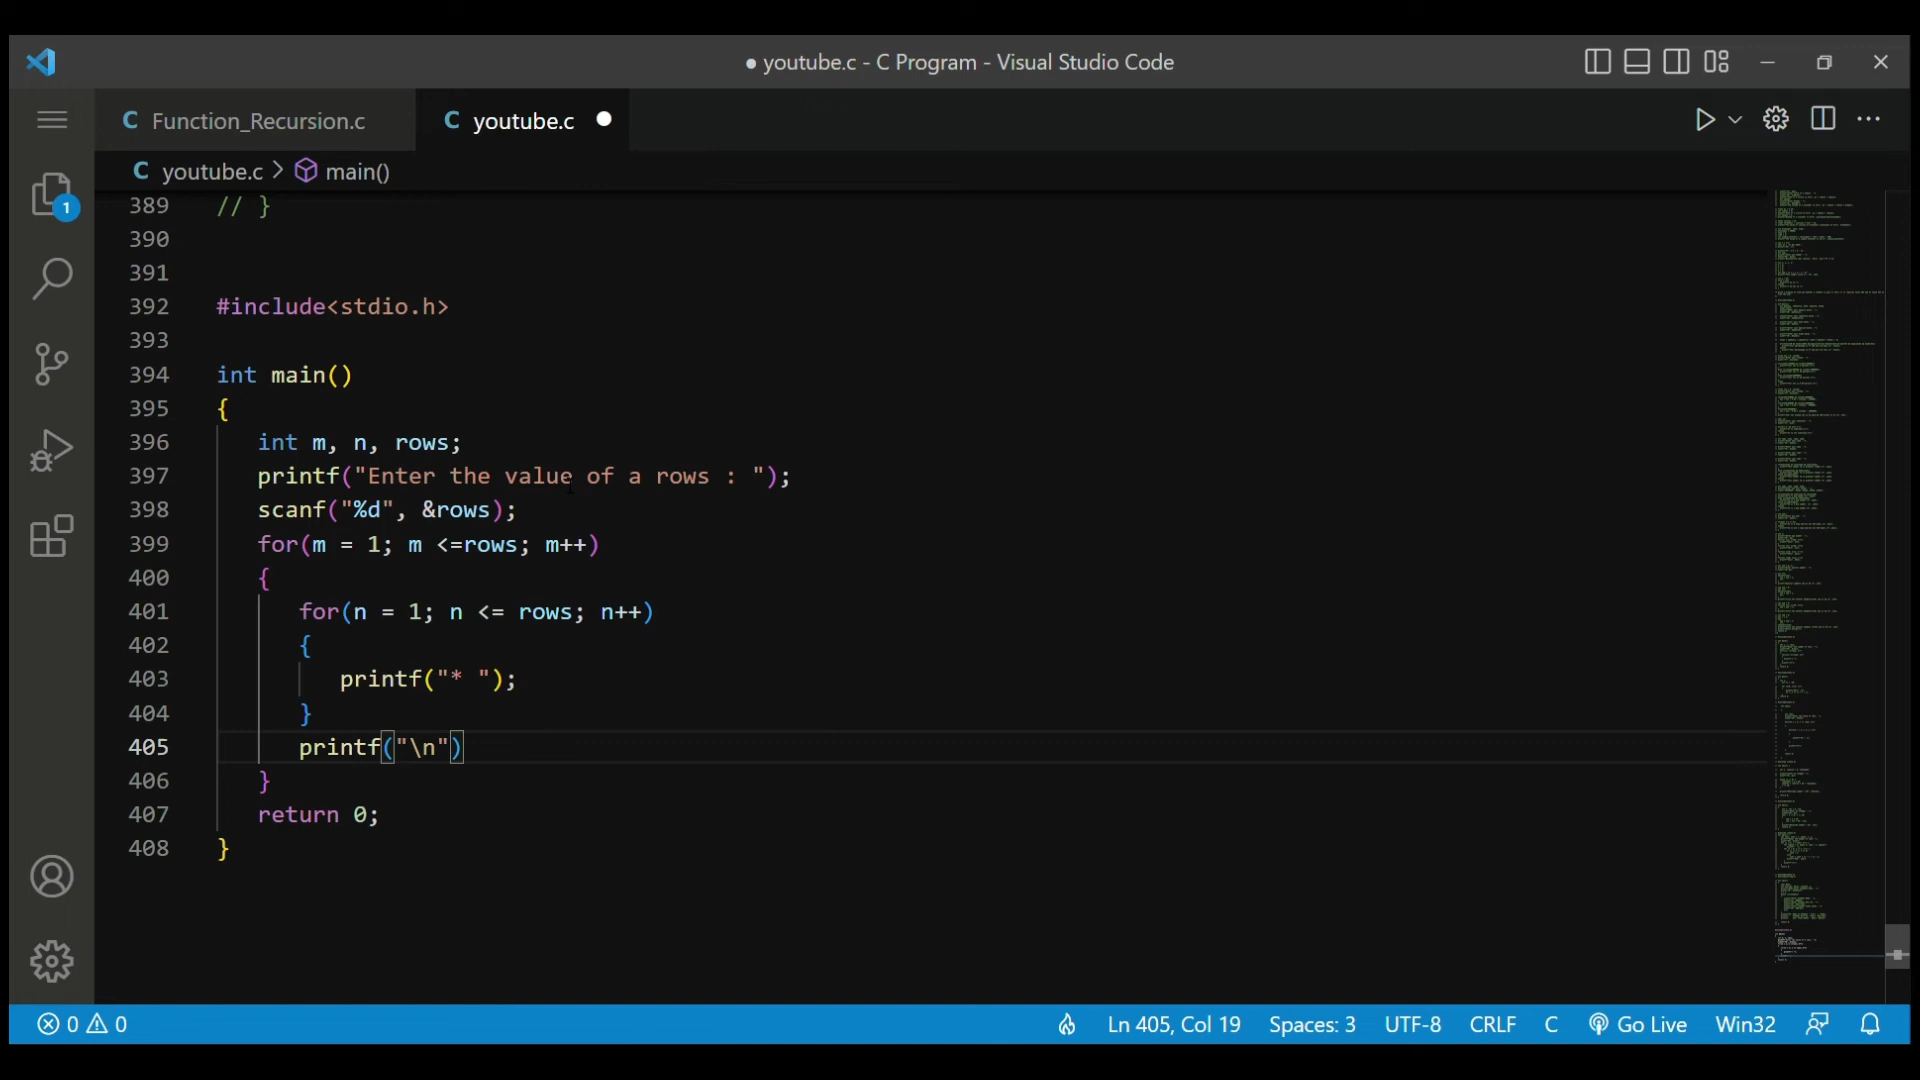 ● youtube.c - C Program - Visual Studio Code
C Function_Recursion.c C youtube.c ●
C youtube.c > main()
389 // }
390
391
392 #include<stdio.h>
393
394 int main()
395 {
396 int m, n, rows;
397 printf("Enter the value of a rows : ");
398 scanf("%d", &rows);
399 for(m = 1; m <=rows; m++)
400 {
401 for(n = 1; n <= rows; n++)
402 {
403 printf("* ");
404 }
405 printf("\n")
406 }
407 return 0;
408 }
1
0 0 Ln 405, Col 19 Spaces: 3 UTF-8 CRLF C Go Live Win32